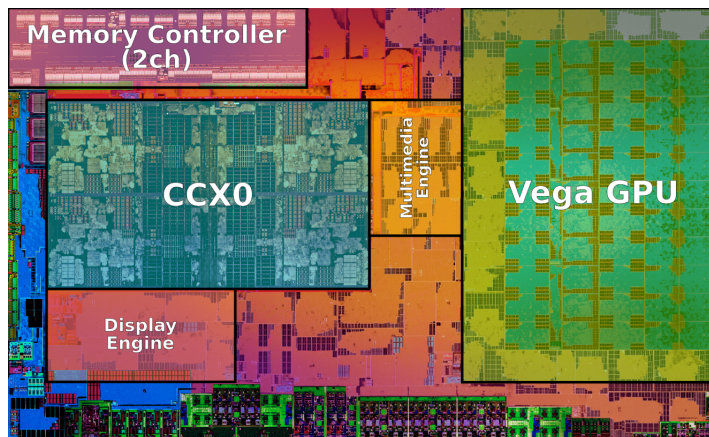 Memory Controller
(2ch)
CCX0
Multimedia
Engine
Vega GPU
Display
Engine